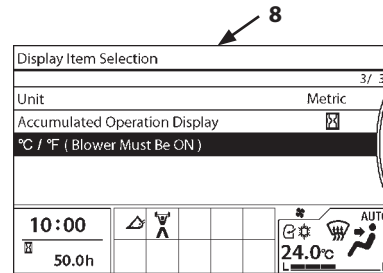 8
Display Item Selection
3/ 3
Unit Metric
Accumulated Operation Display
°C / °F ( Blower Must Be ON )
10:00
50.0h
AUTO
24.0°C
L